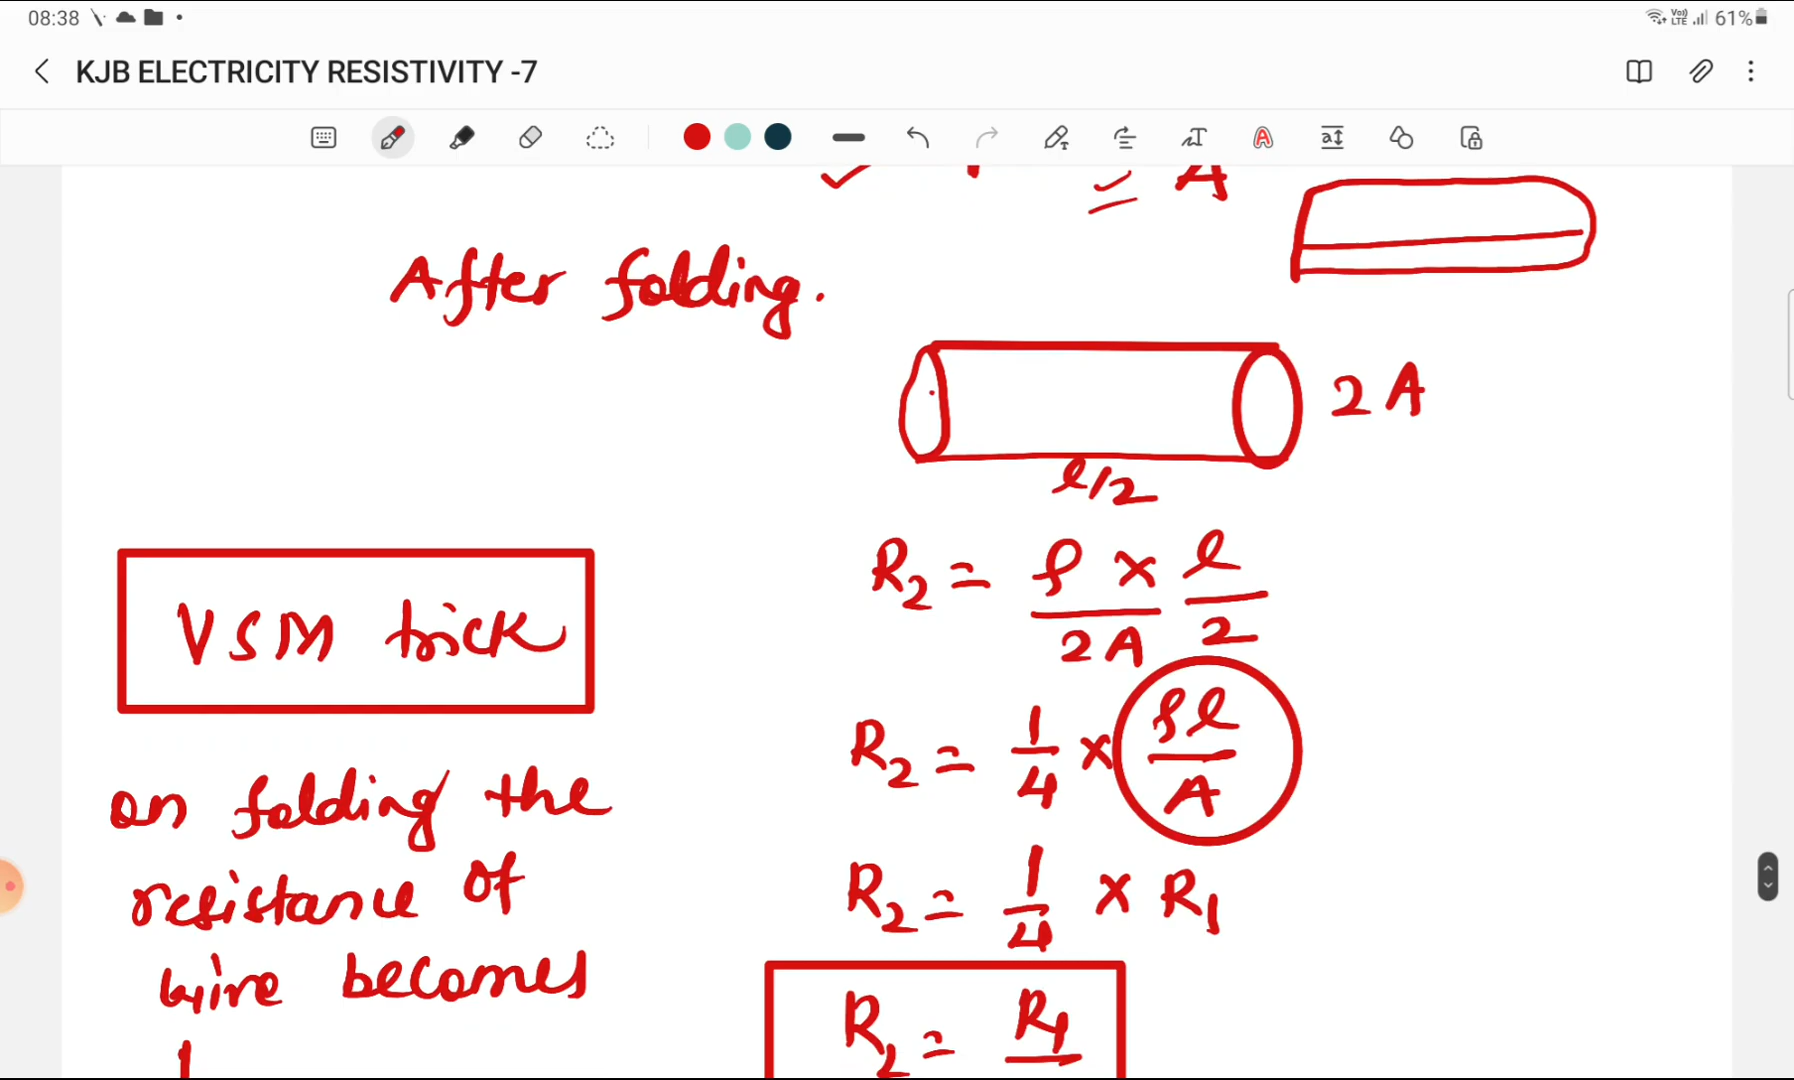 08:38 61%
KJB ELECTRICITY RESISTIVITY -7
A
After folding.
2A
l/2
R₂ = ρ/2A × l/2
VSM trick
R₂ = 1/4 × ρl/A
on folding the
resistance of
wire becomes
R₂ = 1/4 × R₁
R₂ = R₁